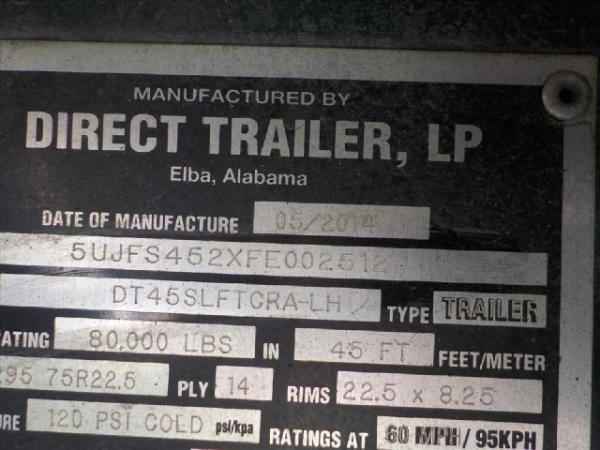 MANUFACTURED BY
DIRECT TRAILER, LP
Elba, Alabama
DATE OF MANUFACTURE 05/2014
5UJFS452XFE002512
DT45SLFTCRA-LH TYPE TRAILER
ATING 80,000 LBS IN 45 FT FEET/METER
295 75R22.5 PLY 14 RIMS 22.5 x 8.25
URE 120 PSI COLD psi/kpa RATINGS AT 60 MPH / 95KPH